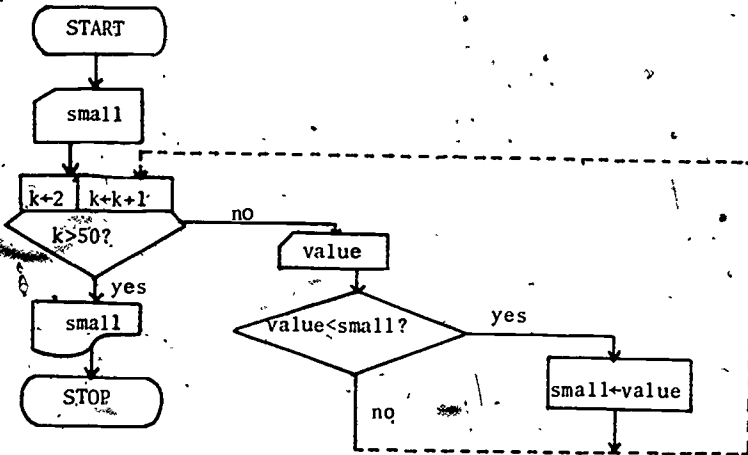 START
small
k←2 k←k+1
k>50?
no
value
yes
value<small?
yes
small
small←value
STOP
no